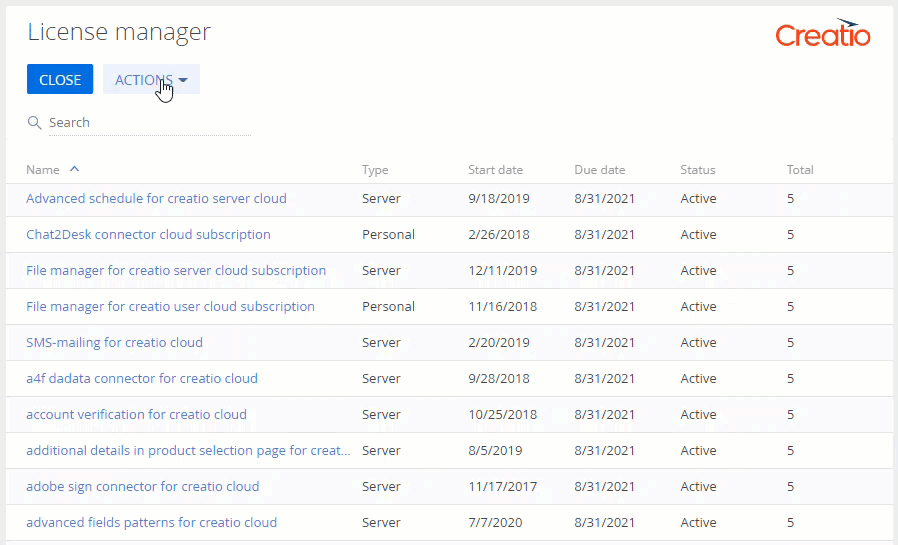 License manager
Creatio
CLOSE ACTIONS
Search
Name Type Start date Due date Status Total
Advanced schedule for creatio server cloud Server 9/18/2019 8/31/2021 Active 5
Chat2Desk connector cloud subscription Personal 2/26/2018 8/31/2021 Active 5
File manager for creatio server cloud subscription Server 12/11/2019 8/31/2021 Active 5
File manager for creatio user cloud subscription Personal 11/16/2018 8/31/2021 Active 5
SMS-mailing for creatio cloud Server 2/20/2019 8/31/2021 Active 5
a4f dadata connector for creatio cloud Server 9/28/2018 8/31/2021 Active 5
account verification for creatio cloud Server 10/25/2018 8/31/2021 Active 5
additional details in product selection page for creat... Server 8/5/2019 8/31/2021 Active 5
adobe sign connector for creatio cloud Server 11/17/2017 8/31/2021 Active 5
advanced fields patterns for creatio cloud Server 7/7/2020 8/31/2021 Active 5